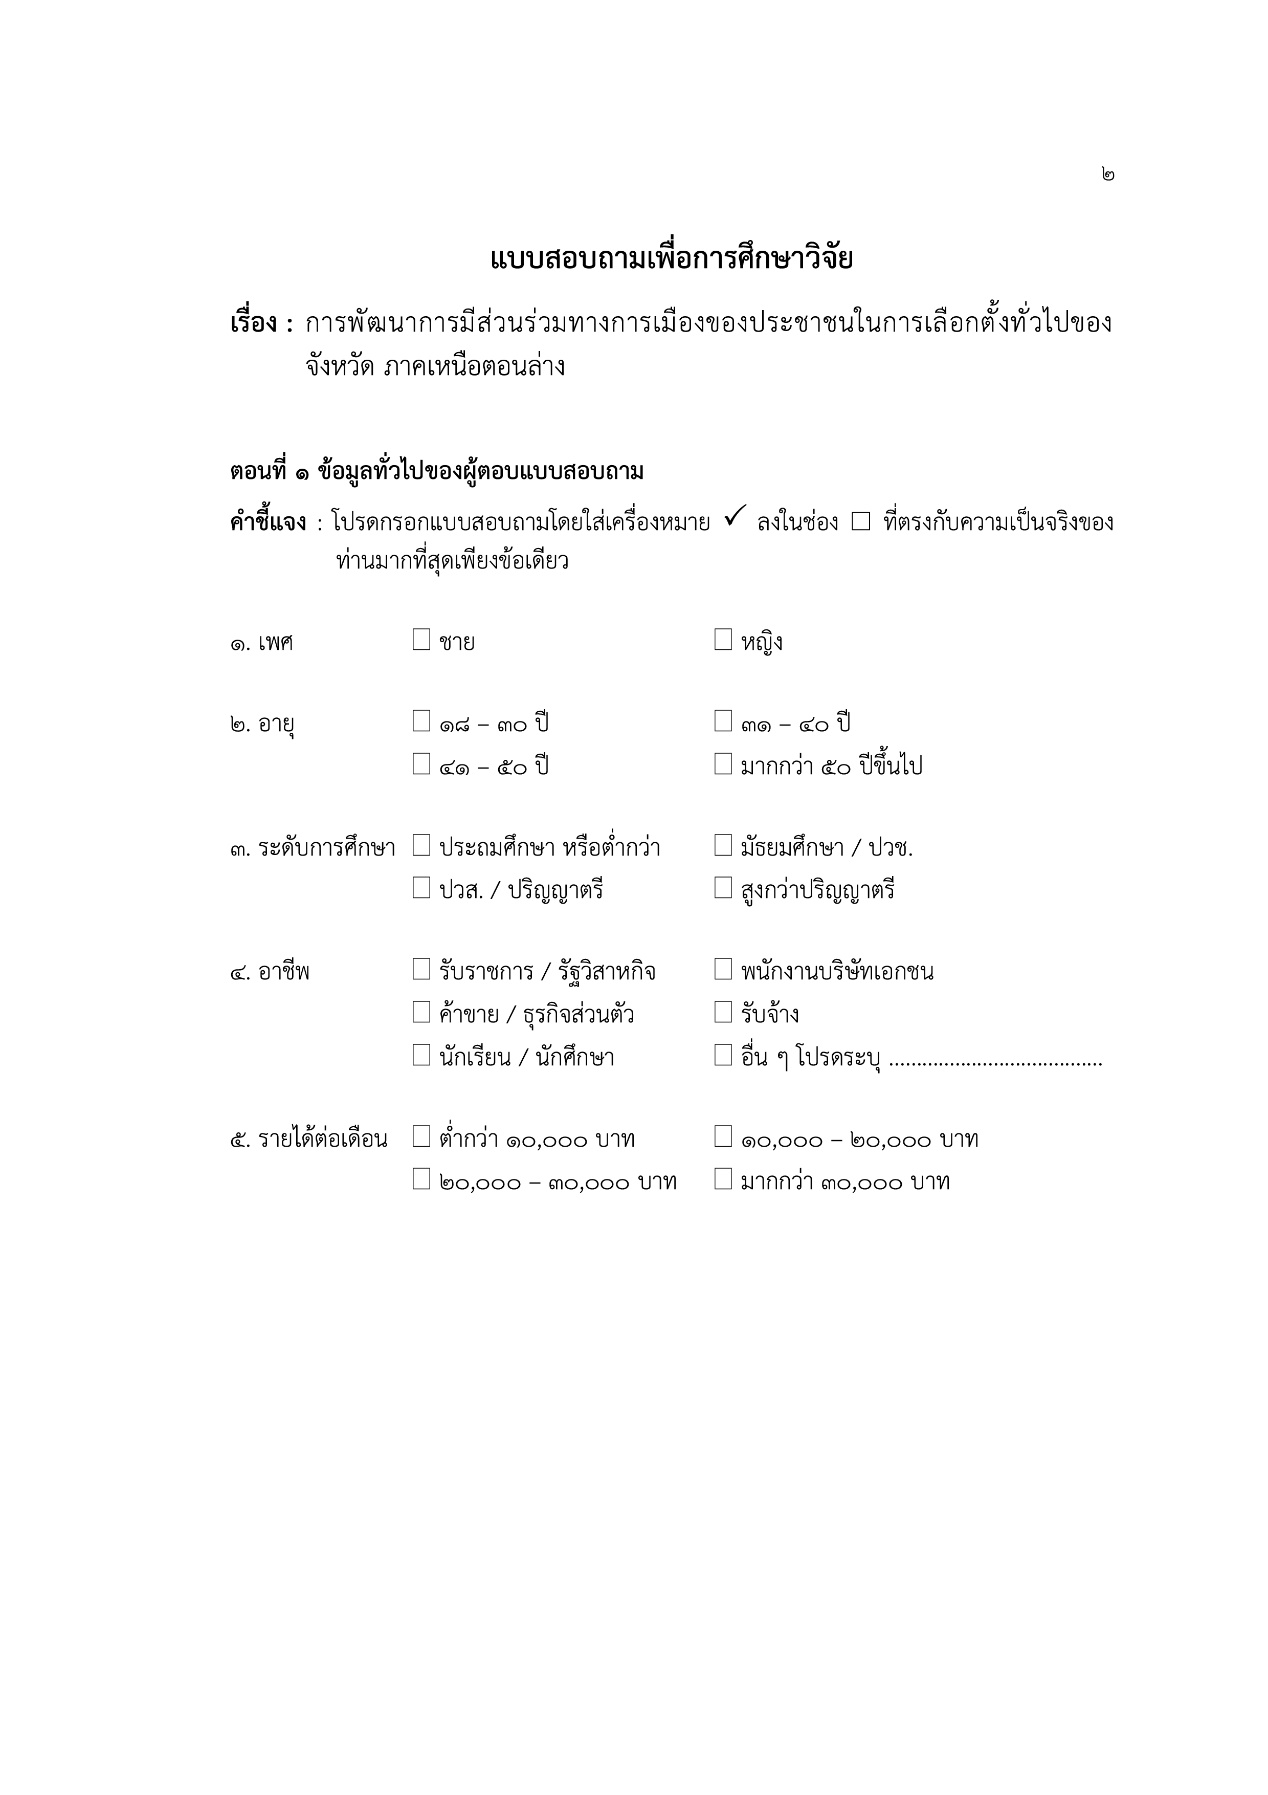 ๒
แบบสอบถามเพื่อการศึกษาวิจัย
เรื่อง : การพัฒนาการมีส่วนร่วมทางการเมืองของประชาชนในการเลือกตั้งทั่วไปของ
จังหวัด ภาคเหนือตอนล่าง
ตอนที่ ๑ ข้อมูลทั่วไปของผู้ตอบแบบสอบถาม
คำชี้แจง : โปรดกรอกแบบสอบถามโดยใส่เครื่องหมาย ✓ ลงในช่อง □ ที่ตรงกับความเป็นจริงของ
ท่านมากที่สุดเพียงข้อเดียว
๑. เพศ □ ชาย □ หญิง
๒. อายุ □ ๑๘ – ๓๐ ปี □ ๓๑ – ๔๐ ปี
□ ๔๑ – ๕๐ ปี □ มากกว่า ๕๐ ปีขึ้นไป
๓. ระดับการศึกษา □ ประถมศึกษา หรือต่ำกว่า □ มัธยมศึกษา / ปวช.
□ ปวส. / ปริญญาตรี □ สูงกว่าปริญญาตรี
๔. อาชีพ □ รับราชการ / รัฐวิสาหกิจ □ พนักงานบริษัทเอกชน
□ ค้าขาย / ธุรกิจส่วนตัว □ รับจ้าง
□ นักเรียน / นักศึกษา □ อื่น ๆ โปรดระบุ .......................................
๕. รายได้ต่อเดือน □ ต่ำกว่า ๑๐,๐๐๐ บาท □ ๑๐,๐๐๐ – ๒๐,๐๐๐ บาท
□ ๒๐,๐๐๐ – ๓๐,๐๐๐ บาท □ มากกว่า ๓๐,๐๐๐ บาท